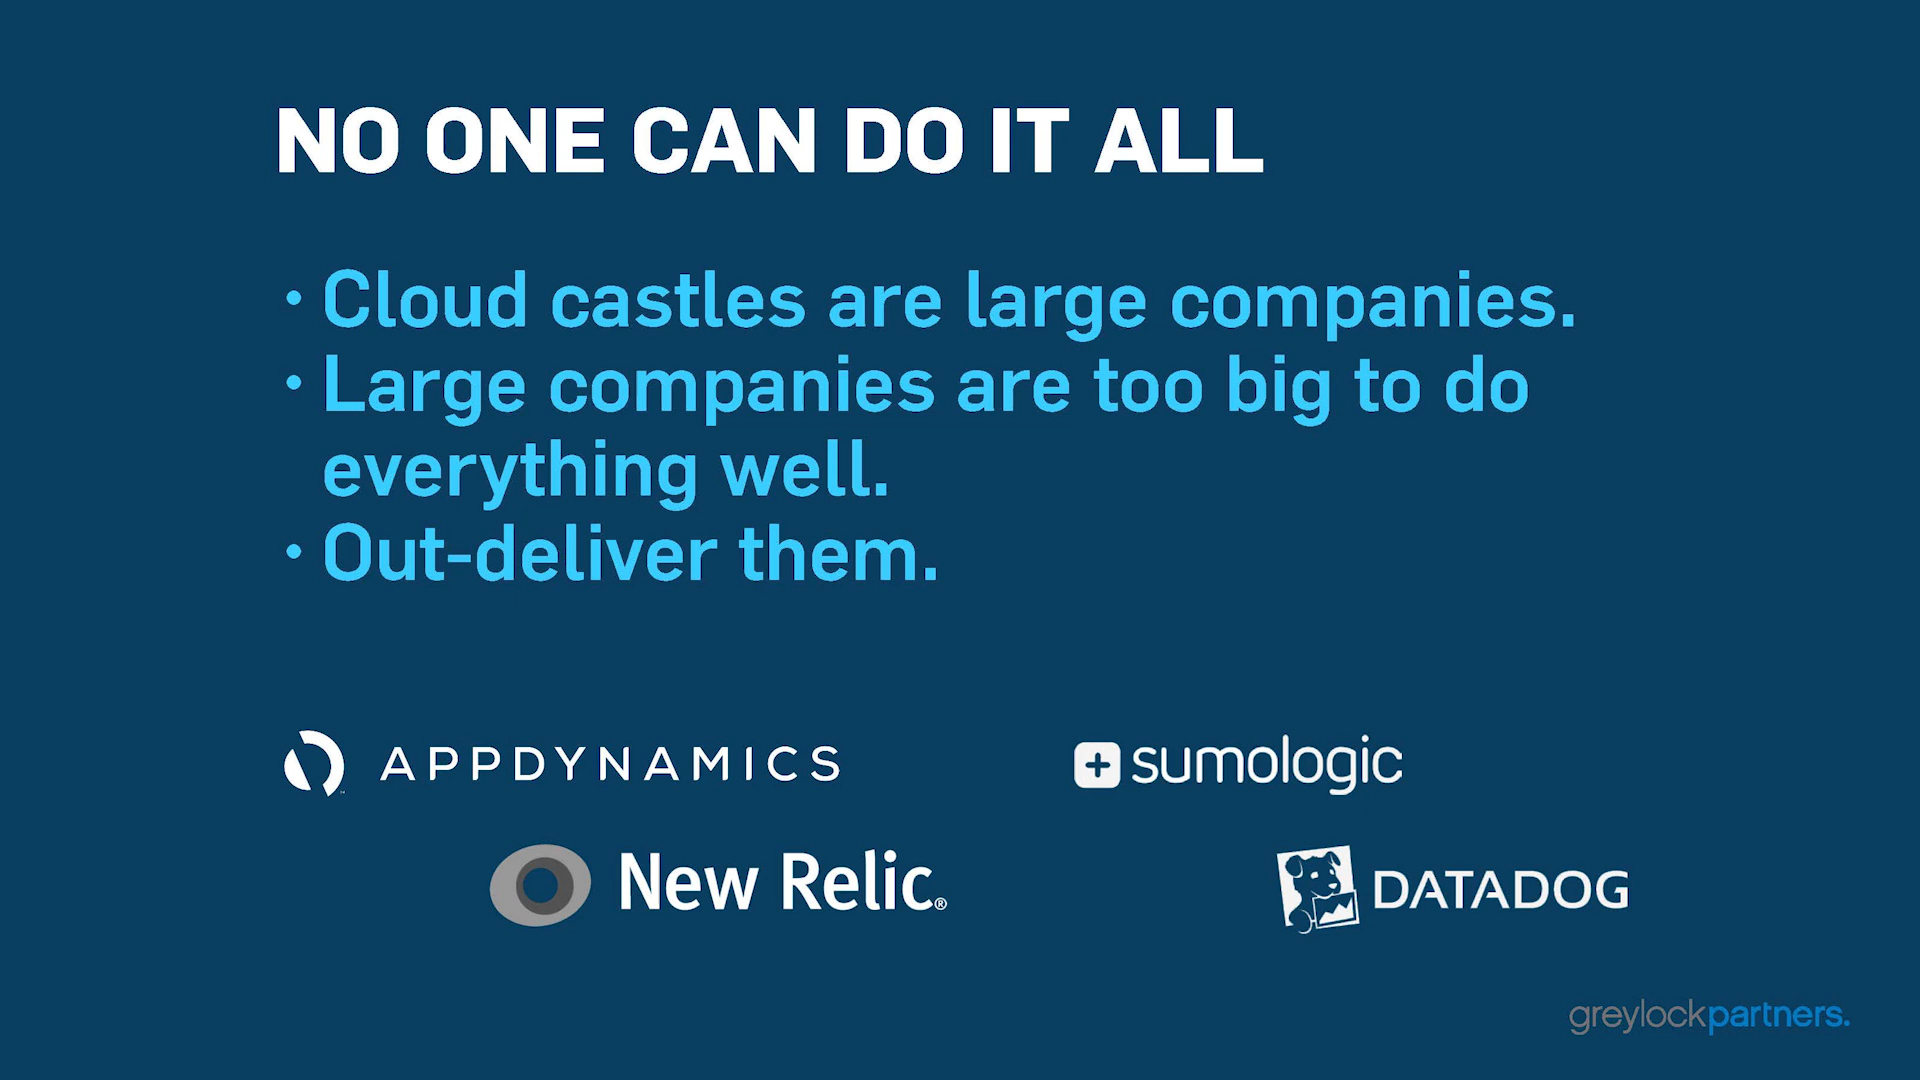 NO ONE CAN DO IT ALL
• Cloud castles are large companies.
• Large companies are too big to do
everything well.
• Out-deliver them.
APPDYNAMICS
sumologic
New Relic®
DATADOG
greylockpartners.